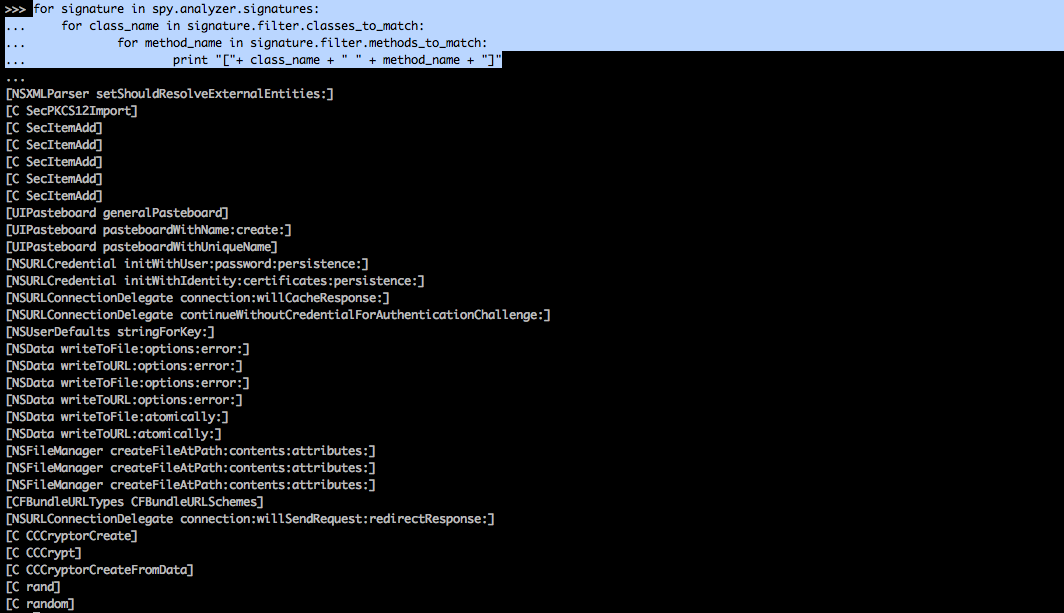 >>> for signature in spy.analyzer.signatures:
...     for class_name in signature.filter.classes_to_match:
...             for method_name in signature.filter.methods_to_match:
...                     print "["+ class_name + " " + method_name + "]"
...
[NSXMLParser setShouldResolveExternalEntities:]
[C SecPKCS12Import]
[C SecItemAdd]
[C SecItemAdd]
[C SecItemAdd]
[C SecItemAdd]
[C SecItemAdd]
[UIPasteboard generalPasteboard]
[UIPasteboard pasteboardWithName:create:]
[UIPasteboard pasteboardWithUniqueName]
[NSURLCredential initWithUser:password:persistence:]
[NSURLCredential initWithIdentity:certificates:persistence:]
[NSURLConnectionDelegate connection:willCacheResponse:]
[NSURLConnectionDelegate continueWithoutCredentialForAuthenticationChallenge:]
[NSUserDefaults stringForKey:]
[NSData writeToFile:options:error:]
[NSData writeToURL:options:error:]
[NSData writeToFile:options:error:]
[NSData writeToURL:options:error:]
[NSData writeToFile:atomically:]
[NSData writeToURL:atomically:]
[NSFileManager createFileAtPath:contents:attributes:]
[NSFileManager createFileAtPath:contents:attributes:]
[NSFileManager createFileAtPath:contents:attributes:]
[CFBundleURLTypes CFBundleURLSchemes]
[NSURLConnectionDelegate connection:willSendRequest:redirectResponse:]
[C CCCryptorCreate]
[C CCCrypt]
[C CCCryptorCreateFromData]
[C rand]
[C random]